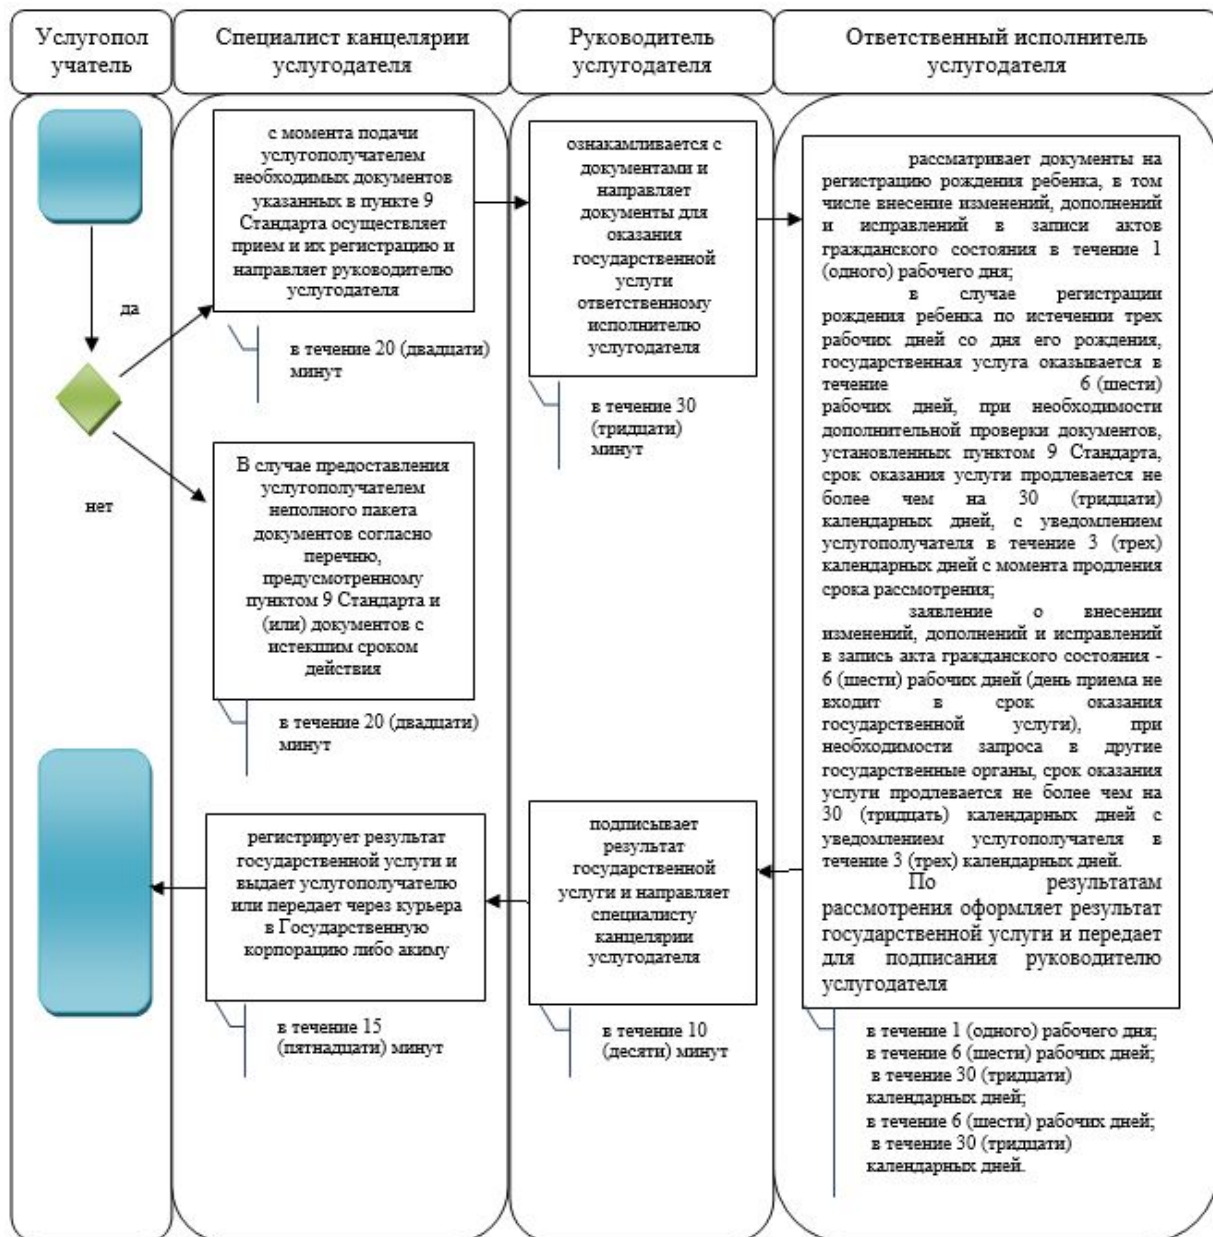 Услугопол
учатель
Специалист канцелярии
услугодателя
Руководитель
услугодателя
Ответственный исполнитель
услугодателя
с момента подачи
услугополучателем
необходимых документов
указанных в пункте 9
Стандарта осуществляет
прием и их регистрацию и
направляет руководителю
услугодателя
в течение 20 (двадцати)
минут
да
нет
В случае предоставления
услугополучателем
неполного пакета
документов согласно
перечню,
предусмотренному
пунктом 9 Стандарта и
(или) документов с
истекшим сроком
действия
в течение 20 (двадцати)
минут
ознакамливается с
документами и
направляет
документы для
оказания
государственной
услуги
ответственному
исполнителю
услугодателя
в течение 30
(тридцати)
минут
рассматривает документы на
регистрацию рождения ребенка, в том
числе внесение изменений, дополнений
и исправлений в записи актов
гражданского состояния в течение 1
(одного) рабочего дня;
в случае регистрации
рождения ребенка по истечении трех
рабочих дней со дня его рождения,
государственная услуга оказывается в
течение 6 (шести)
рабочих дней, при необходимости
дополнительной проверки документов,
установленных пунктом 9 Стандарта,
срок оказания услуги продлевается не
более чем на 30 (тридцати)
календарных дней, с уведомлением
услугополучателя в течение 3 (трех)
календарных дней с момента продления
срока рассмотрения;
заявление о внесении
изменений, дополнений и исправлений
в запись акта гражданского состояния -
6 (шести) рабочих дней (день приема не
входит в срок оказания
государственной услуги), при
необходимости запроса в другие
государственные органы, срок оказания
услуги продлевается не более чем на
30 (тридцать) календарных дней с
уведомлением услугополучателя в
течение 3 (трех) календарных дней.
По результатам
рассмотрения оформляет результат
государственной услуги и передает
для подписания руководителю
услугодателя
в течение 1 (одного) рабочего дня;
в течение 6 (шести) рабочих дней;
в течение 30 (тридцати)
календарных дней;
в течение 6 (шести) рабочих дней;
в течение 30 (тридцати)
календарных дней.
подписывает
результат
государственной
услуги и направляет
специалисту
канцелярии
услугодателя
в течение 10
(десяти) минут
регистрирует результат
государственной услуги и
выдает услугополучателю
или передает через курьера
в Государственную
корпорацию либо акиму
в течение 15
(пятнадцати) минут